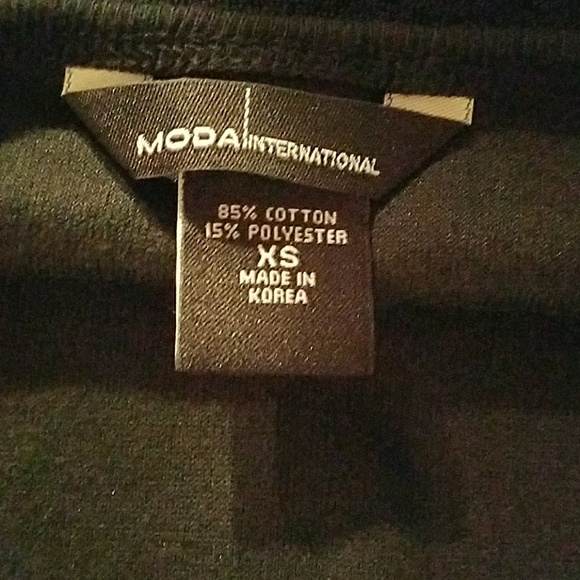 MODA INTERNATIONAL
85% COTTON
15% POLYESTER
XS
MADE IN
KOREA